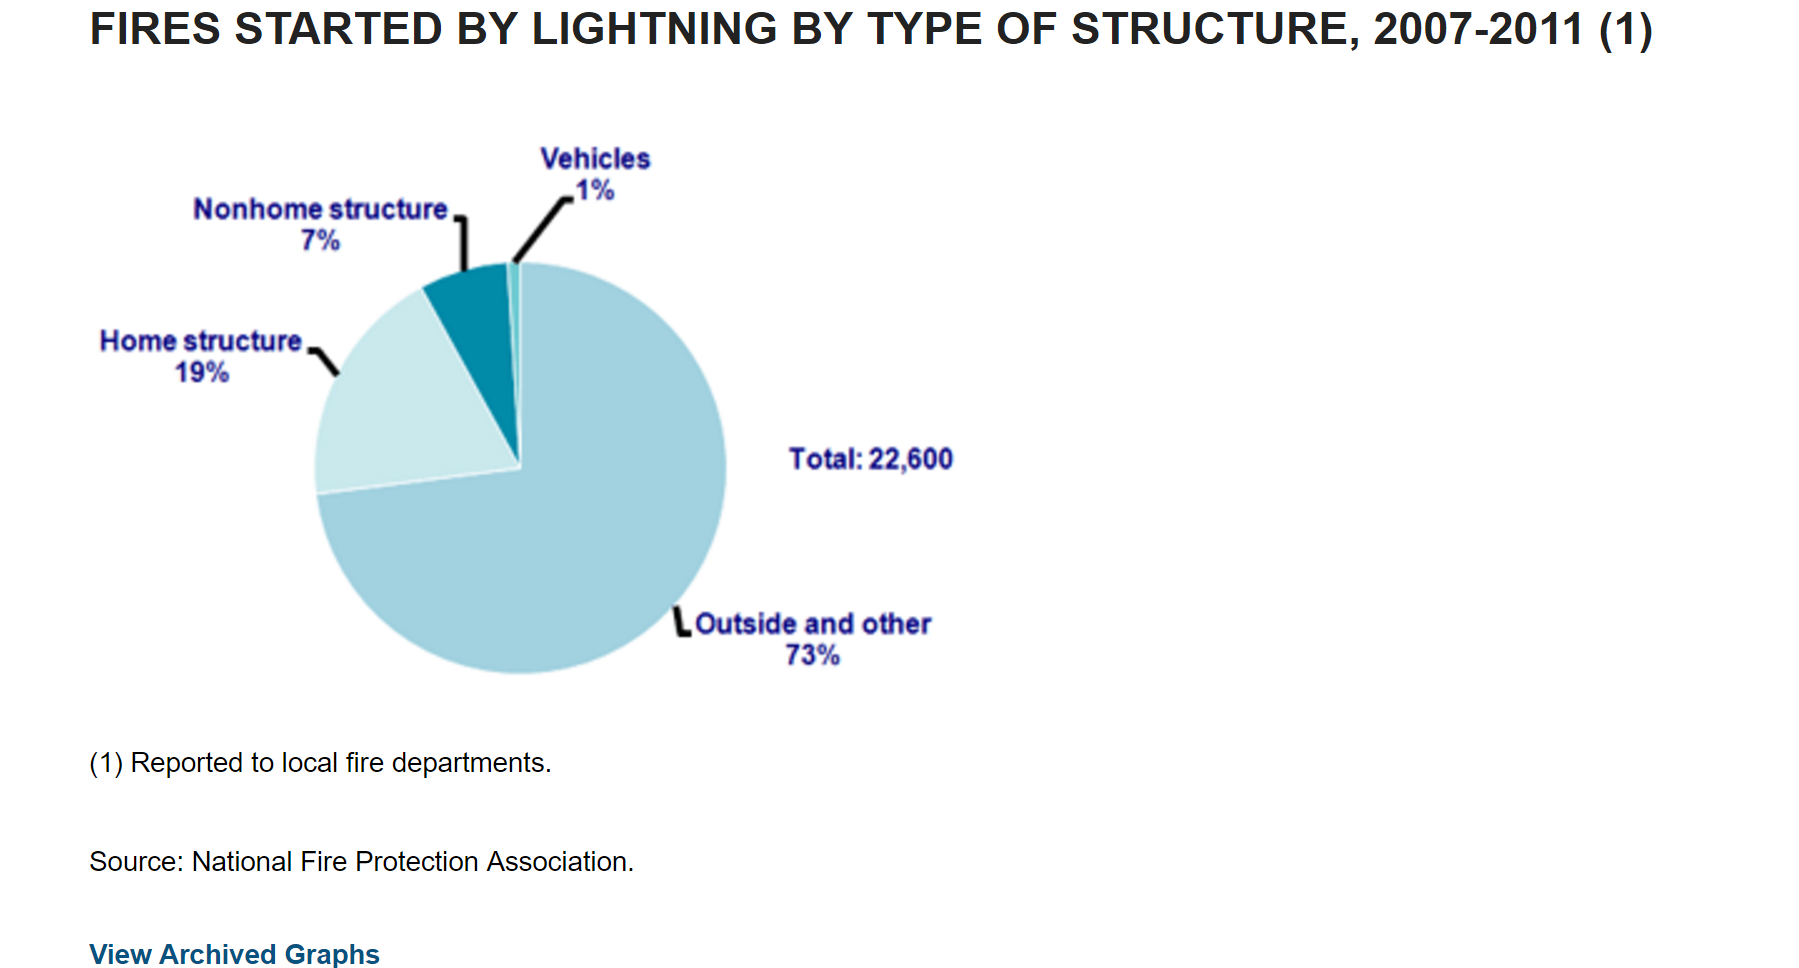 FIRES STARTED BY LIGHTNING BY TYPE OF STRUCTURE, 2007-2011 (1)
Vehicles
1%
Nonhome structure
7%
Home structure
19%
Total: 22,600
Outside and other
73%
(1) Reported to local fire departments.
Source: National Fire Protection Association.
View Archived Graphs